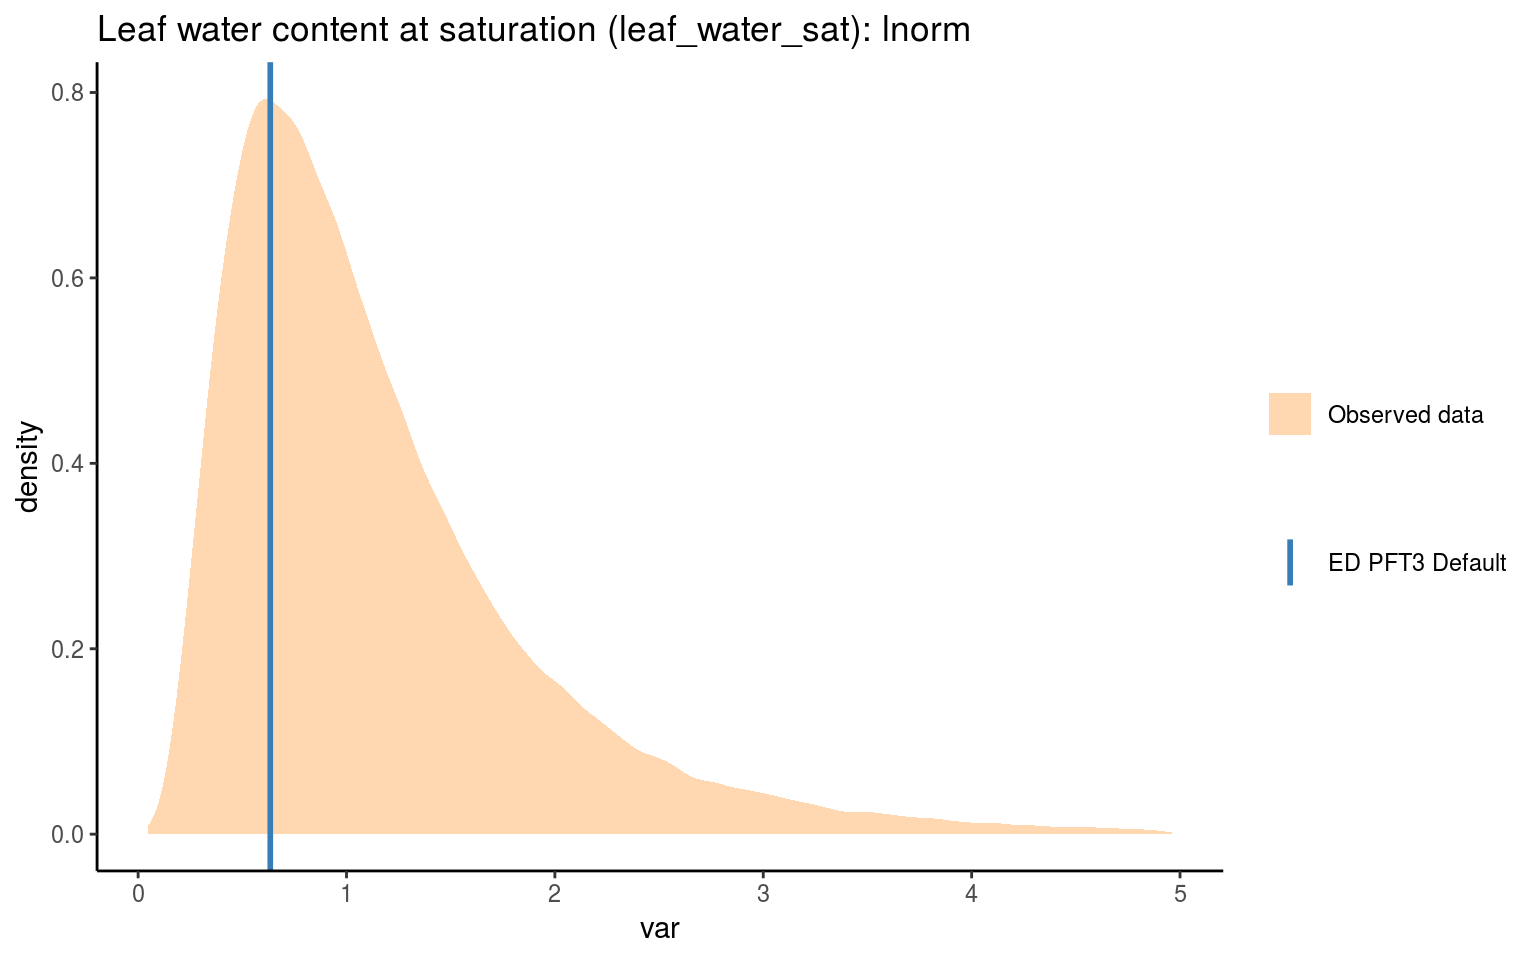 Leaf water content at saturation (leaf_water_sat): lnorm
0.8
0.6
0.4
0.2
0.0
density
0 1 2 3 4 5
var
Observed data
ED PFT3 Default